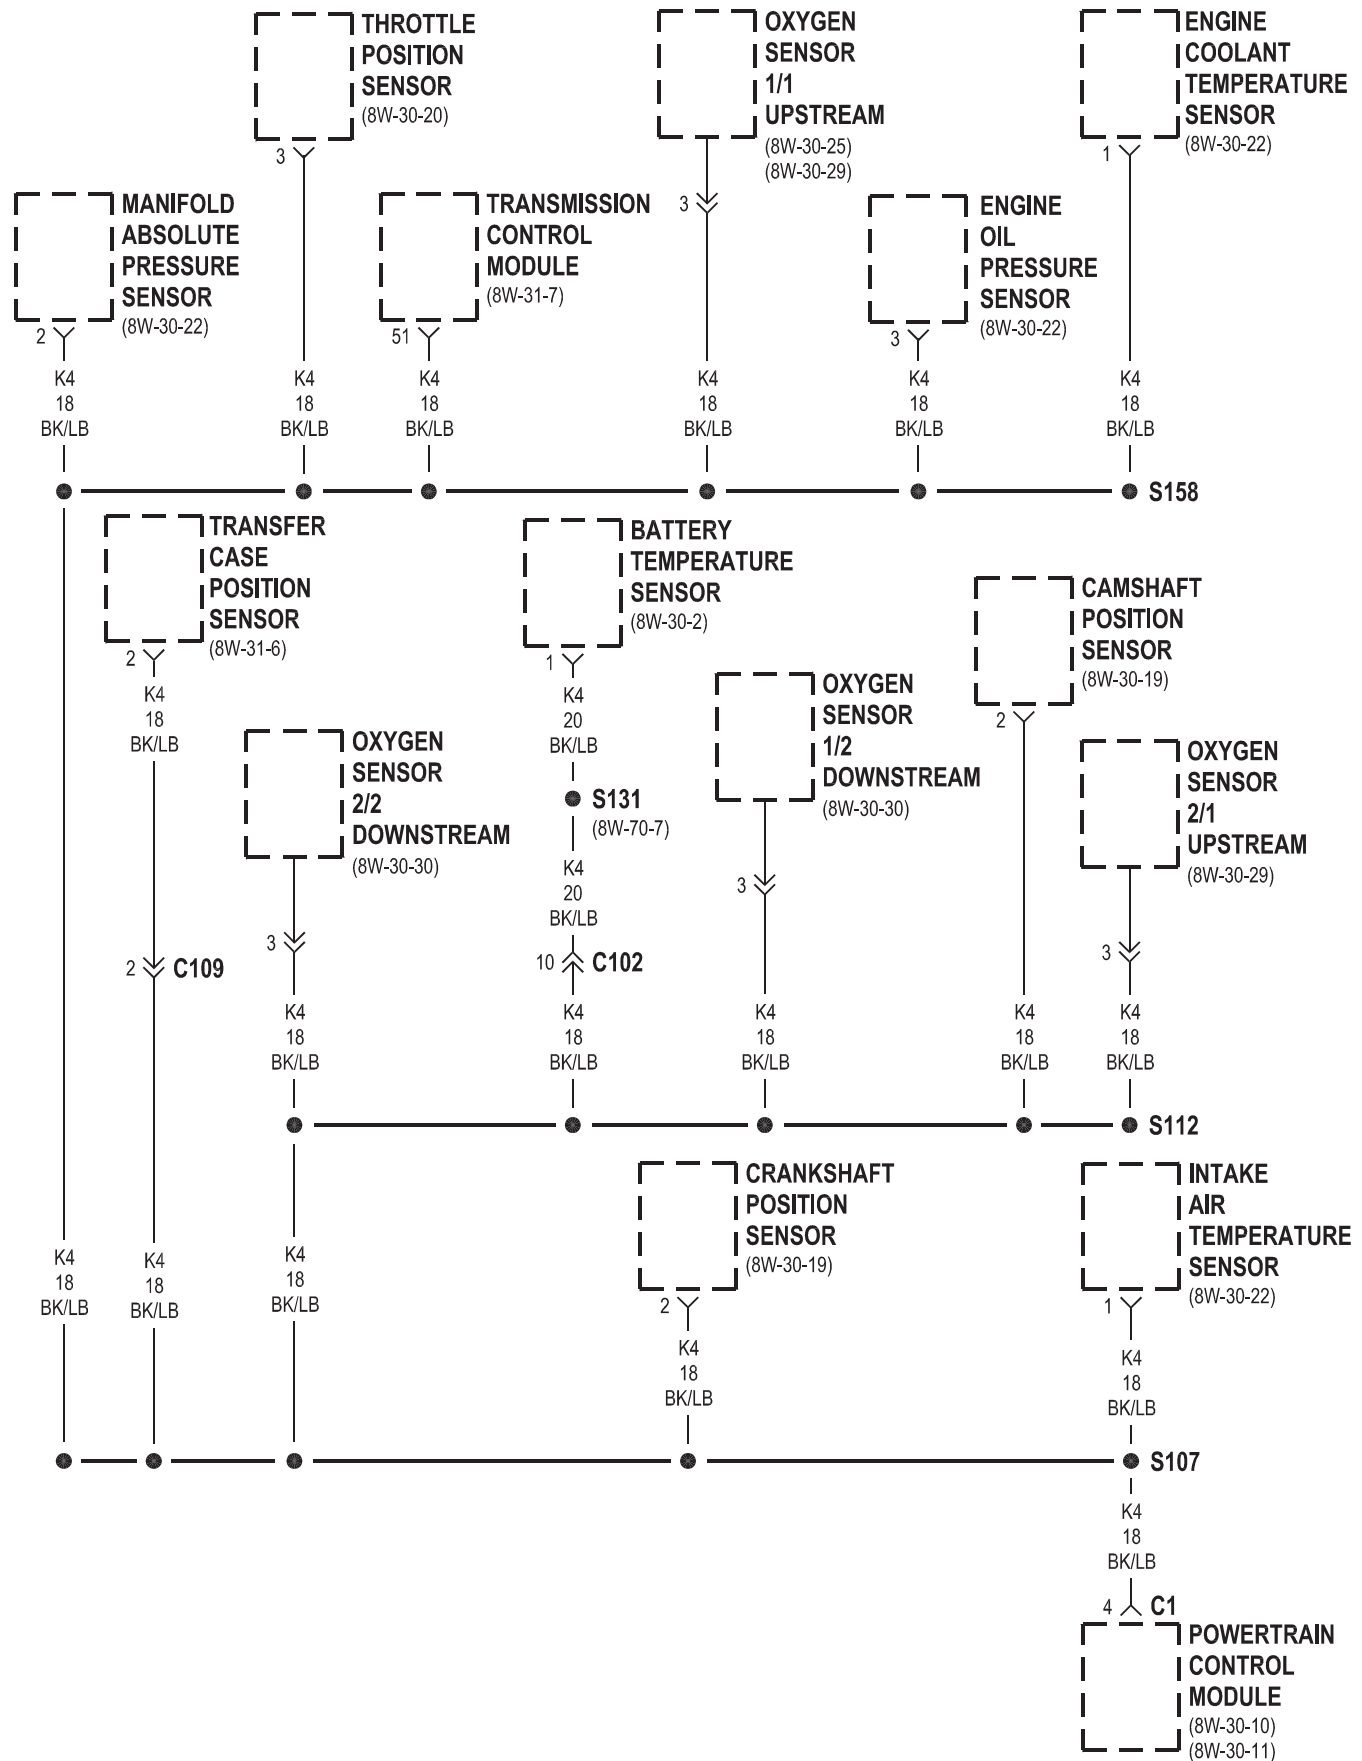 THROTTLE
POSITION
SENSOR
(8W-30-20)
3
OXYGEN
SENSOR
1/1
UPSTREAM
(8W-30-25)
(8W-30-29)
3
ENGINE
COOLANT
TEMPERATURE
SENSOR
(8W-30-22)
1
MANIFOLD
ABSOLUTE
PRESSURE
SENSOR
(8W-30-22)
2
TRANSMISSION
CONTROL
MODULE
(8W-31-7)
51
ENGINE
OIL
PRESSURE
SENSOR
(8W-30-22)
3
K4
18
BK/LB
K4
18
BK/LB
K4
18
BK/LB
K4
18
BK/LB
K4
18
BK/LB
K4
18
BK/LB
S158
TRANSFER
CASE
POSITION
SENSOR
(8W-31-6)
2
K4
18
BK/LB
BATTERY
TEMPERATURE
SENSOR
(8W-30-2)
1
K4
20
BK/LB
S131
(8W-70-7)
K4
20
BK/LB
10
C102
CAMSHAFT
POSITION
SENSOR
(8W-30-19)
2
OXYGEN
SENSOR
1/2
DOWNSTREAM
(8W-30-30)
3
OXYGEN
SENSOR
2/2
DOWNSTREAM
(8W-30-30)
3
OXYGEN
SENSOR
2/1
UPSTREAM
(8W-30-29)
3
2
C109
K4
18
BK/LB
K4
18
BK/LB
K4
18
BK/LB
K4
18
BK/LB
K4
18
BK/LB
S112
CRANKSHAFT
POSITION
SENSOR
(8W-30-19)
2
INTAKE
AIR
TEMPERATURE
SENSOR
(8W-30-22)
1
K4
18
BK/LB
K4
18
BK/LB
K4
18
BK/LB
K4
18
BK/LB
K4
18
BK/LB
S107
K4
18
BK/LB
4
C1
POWERTRAIN
CONTROL
MODULE
(8W-30-10)
(8W-30-11)